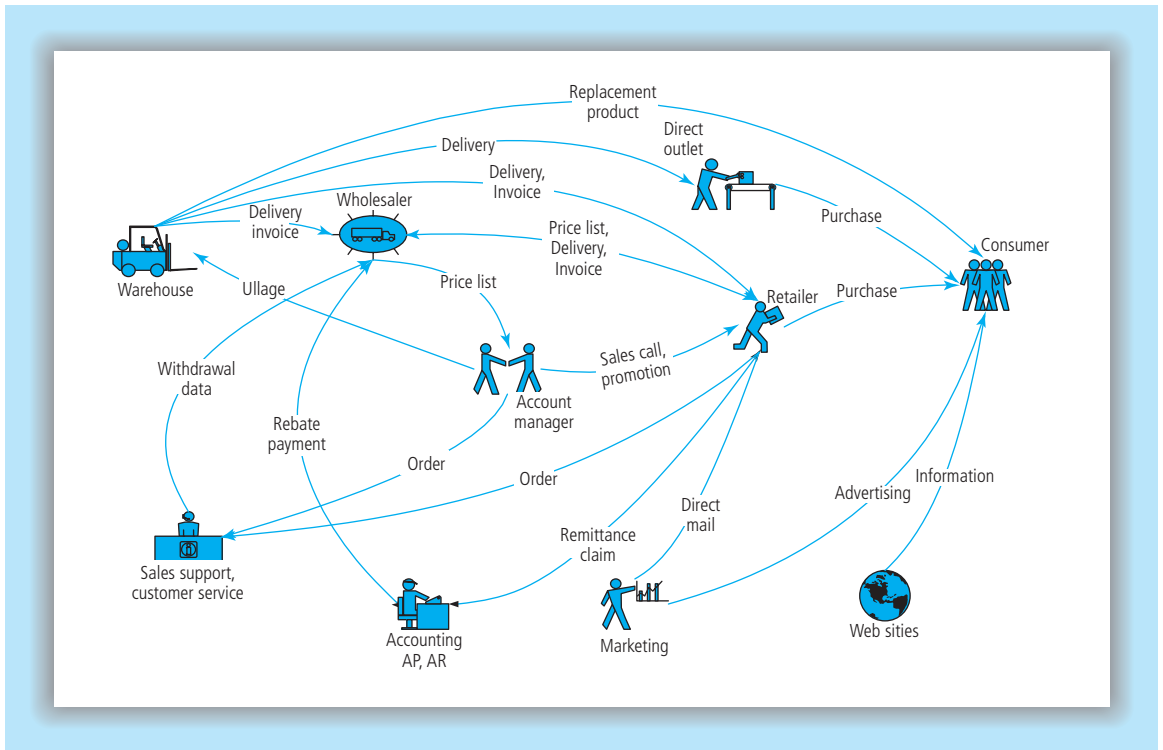 Replacement
product
Direct
outlet
Delivery
Delivery,
Invoice
Wholesaler
Delivery
invoice
Purchase
Price list,
Delivery,
Invoice
Consumer
Warehouse
Ullage
Price list
Retailer
Purchase
Sales call,
promotion
Withdrawal
data
Account
manager
Rebate
payment
Order
Order
Information
Advertising
Direct
mail
Remittance
claim
Sales support,
customer service
Accounting
AP, AR
Marketing
Web sities